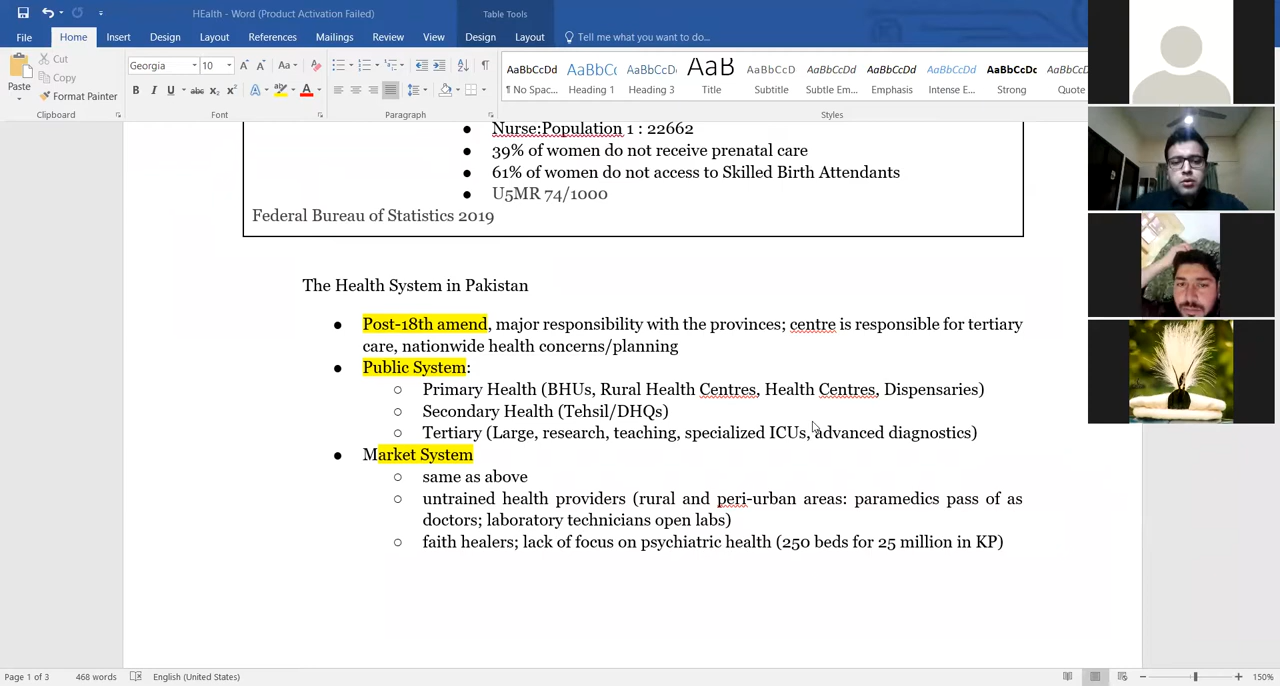 HEalth - Word (Product Activation Failed)
Table Tools
File Home Insert Design Layout References Mailings Review View Design Layout Tell me what you want to do...
Paste
Cut
Copy
Format Painter
Georgia 10
Clipboard Font Paragraph Styles
AaBbCcDd AaBbC AaBbCcD AaB AaBbCcD AaBbCcDd AaBbCcDd AaBbCcDd AaBbCcDc AaBbCcD
¶ No Spac... Heading 1 Heading 3 Title Subtitle Subtle Em... Emphasis Intense E... Strong Quote
● Nurse:Population 1 : 22662
● 39% of women do not receive prenatal care
● 61% of women do not access to Skilled Birth Attendants
● U5MR 74/1000
Federal Bureau of Statistics 2019
The Health System in Pakistan
● Post-18th amend, major responsibility with the provinces; centre is responsible for tertiary
care, nationwide health concerns/planning
● Public System:
○ Primary Health (BHUs, Rural Health Centres, Health Centres, Dispensaries)
○ Secondary Health (Tehsil/DHQs)
○ Tertiary (Large, research, teaching, specialized ICUs, advanced diagnostics)
● Market System
○ same as above
○ untrained health providers (rural and peri-urban areas: paramedics pass of as
doctors; laboratory technicians open labs)
○ faith healers; lack of focus on psychiatric health (250 beds for 25 million in KP)
Page 1 of 3 468 words English (United States) 150%